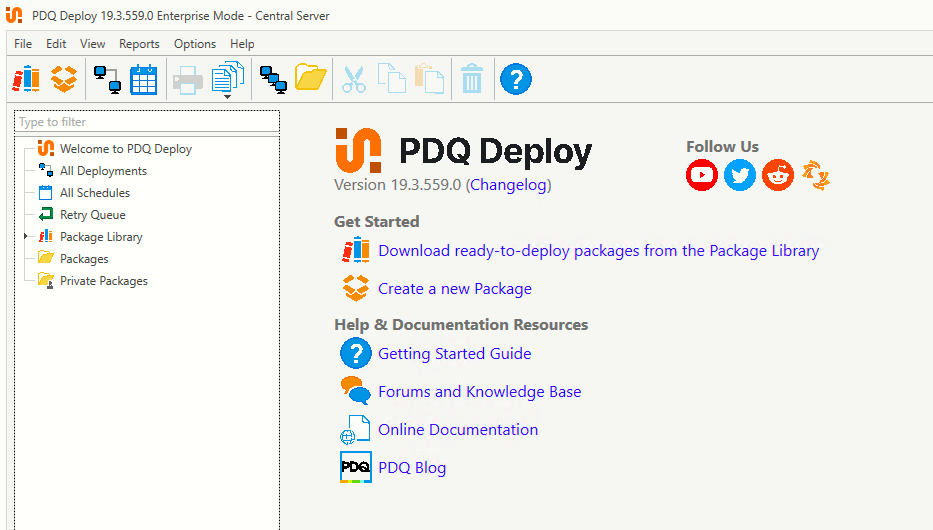 PDQ Deploy 19.3.559.0 Enterprise Mode - Central Server
File Edit View Reports Options Help
Type to filter
Welcome to PDQ Deploy
All Deployments
All Schedules
Retry Queue
Package Library
Packages
Private Packages
PDQ Deploy
Version 19.3.559.0 (Changelog)
Follow Us
Get Started
Download ready-to-deploy packages from the Package Library
Create a new Package
Help & Documentation Resources
Getting Started Guide
Forums and Knowledge Base
Online Documentation
PDQ PDQ Blog